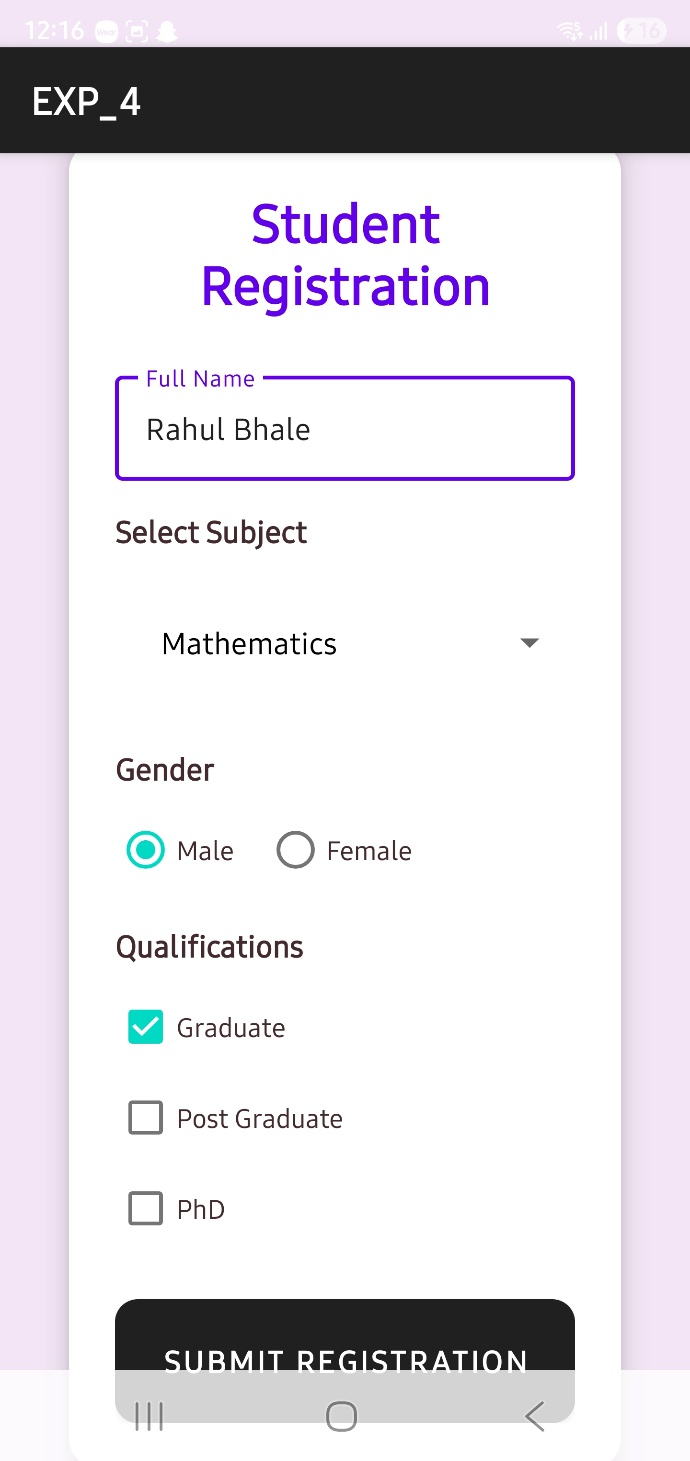 12:16
EXP_4
Student
Registration
Full Name
Rahul Bhale
Select Subject
Mathematics
Gender
Male Female
Qualifications
Graduate
Post Graduate
PhD
SUBMIT REGISTRATION